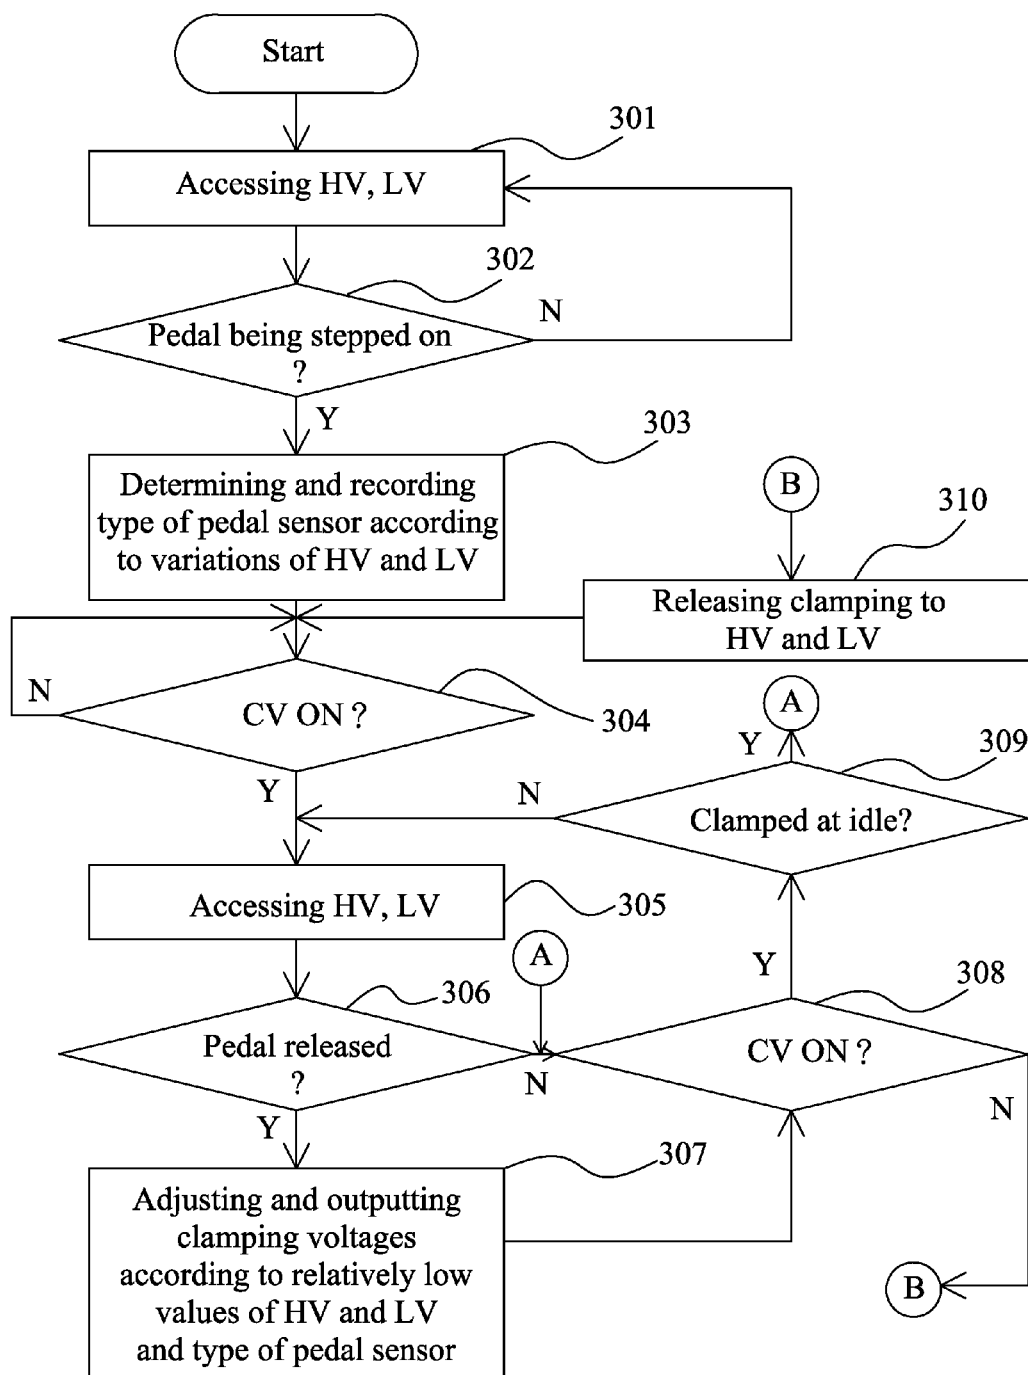 Start
301
Accessing HV, LV
302
Pedal being stepped on
?
N
Y
303
Determining and recording
type of pedal sensor according
to variations of HV and LV
B
310
Releasing clamping to
HV and LV
N
CV ON ?
304
A
Y
309
Y
N
Clamped at idle?
Accessing HV, LV
305
A
Y
306
308
Pedal released
?
N
CV ON ?
N
Y
307
Adjusting and outputting
clamping voltages
according to relatively low
values of HV and LV
and type of pedal sensor
B